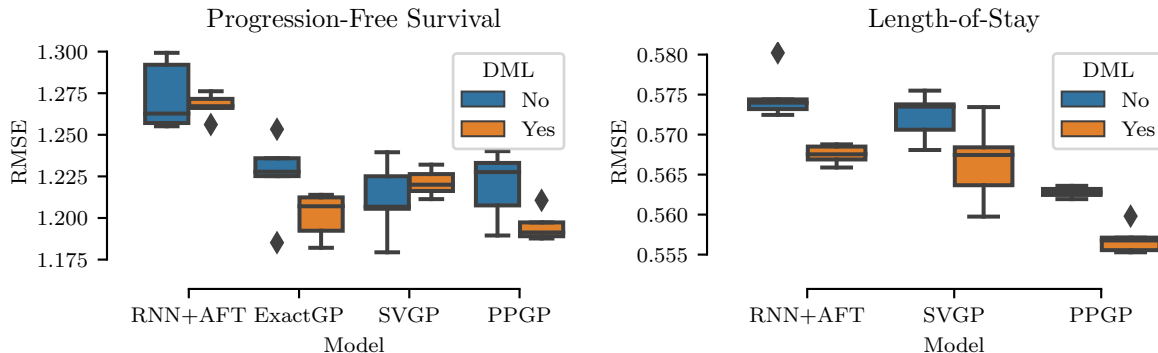 Progression-Free Survival
RMSE
1.300
1.275
1.250
1.225
1.200
1.175
DML
No
Yes
RNN+AFT ExactGP SVGP PPGP
Model
Length-of-Stay
RMSE
0.580
0.575
0.570
0.565
0.560
0.555
DML
No
Yes
RNN+AFT SVGP PPGP
Model